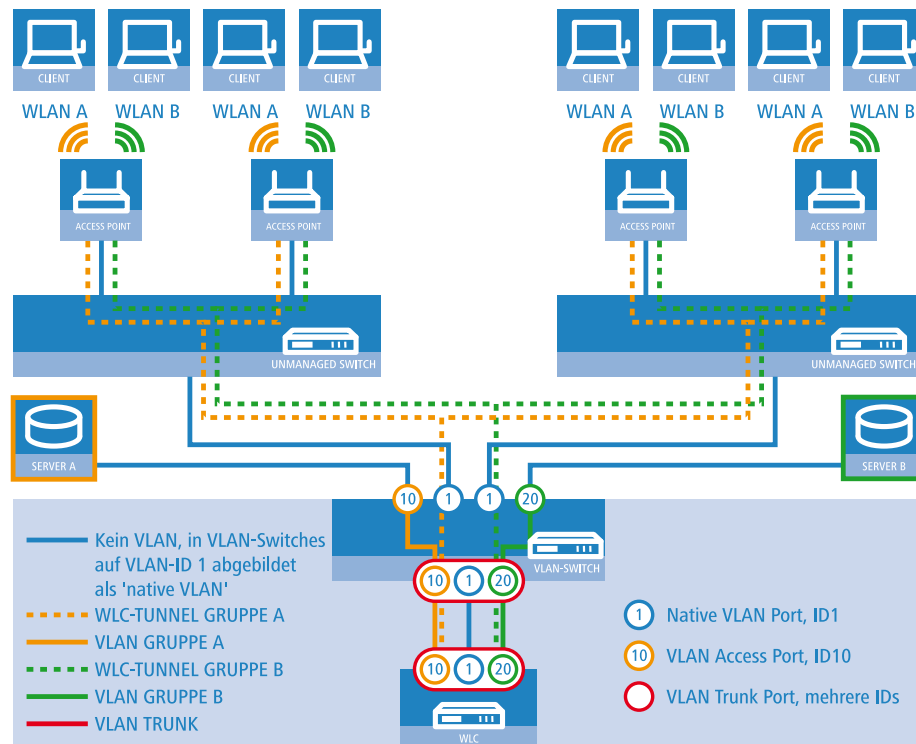 CLIENT CLIENT CLIENT CLIENT CLIENT CLIENT CLIENT CLIENT
WLAN A WLAN B WLAN A WLAN B WLAN A WLAN B WLAN A WLAN B
ACCESS POINT ACCESS POINT ACCESS POINT ACCESS POINT
UNMANAGED SWITCH UNMANAGED SWITCH
SERVER A SERVER B
10 1 1 20
VLAN-SWITCH
10 1 20
10 1 20
WLC
Kein VLAN, in VLAN-Switches
auf VLAN-ID 1 abgebildet
als 'native VLAN'
WLC-TUNNEL GRUPPE A
VLAN GRUPPE A
WLC-TUNNEL GRUPPE B
VLAN GRUPPE B
VLAN TRUNK
1 Native VLAN Port, ID1
10 VLAN Access Port, ID10
VLAN Trunk Port, mehrere IDs